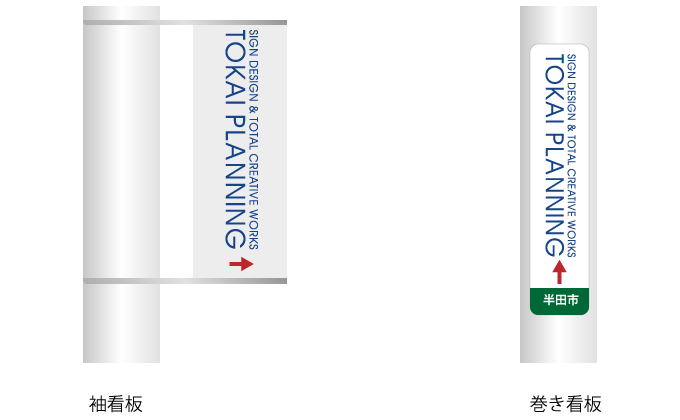 SIGN DESIGN & TOTAL CREATIVE WORKS
TOKAI PLANNING
袖看板
SIGN DESIGN & TOTAL CREATIVE WORKS
TOKAI PLANNING
半田市
巻き看板